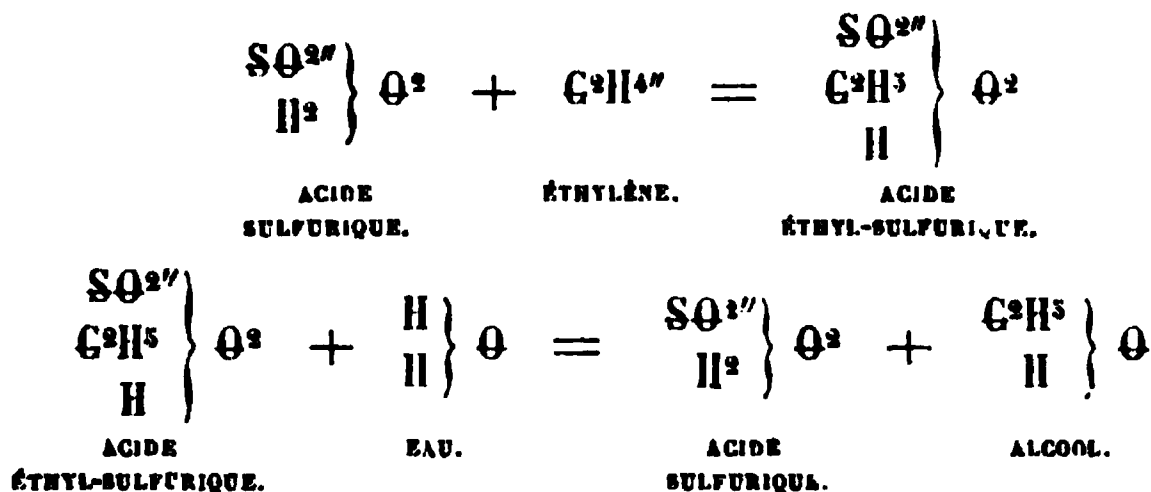 SO²″
H²
} O² + C²H⁴″ =
SO²″
C²H⁵
H
} O²
ACIDE
SULFURIQUE.
ÉTHYLÈNE.
ACIDE
ÉTHYL-SULFURIQUE.
SO²″
C²H⁵
H
} O² +
H
H
} O =
SO²″
H²
} O² +
C²H⁵
H
} O
ACIDE
ÉTHYL-SULFURIQUE.
EAU.
ACIDE
SULFURIQUE.
ALCOOL.